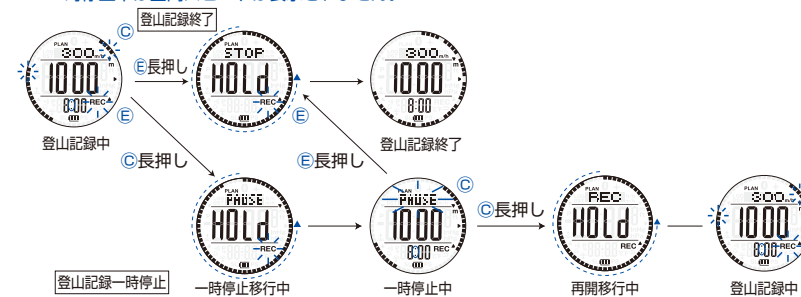 登山記録終了
Ⓒ
PLAN
300m/h
m
1000
8:00 REC
登山記録中
Ⓔ長押し
Ⓔ
PLAN
STOP
HOLd
REC
Ⓔ
300m/h
m
1000
8:00
登山記録終了
Ⓒ長押し
Ⓔ長押し
PLAN
PAUSE
HOLd
REC
一時停止移行中
Ⓒ
PLAN
PAUSE
m
1000
8:00 REC
一時停止中
Ⓒ長押し
PLAN
REC
HOLd
REC
再開移行中
PLAN
300
1000
8:00 REC
登山記録中
登山記録一時停止